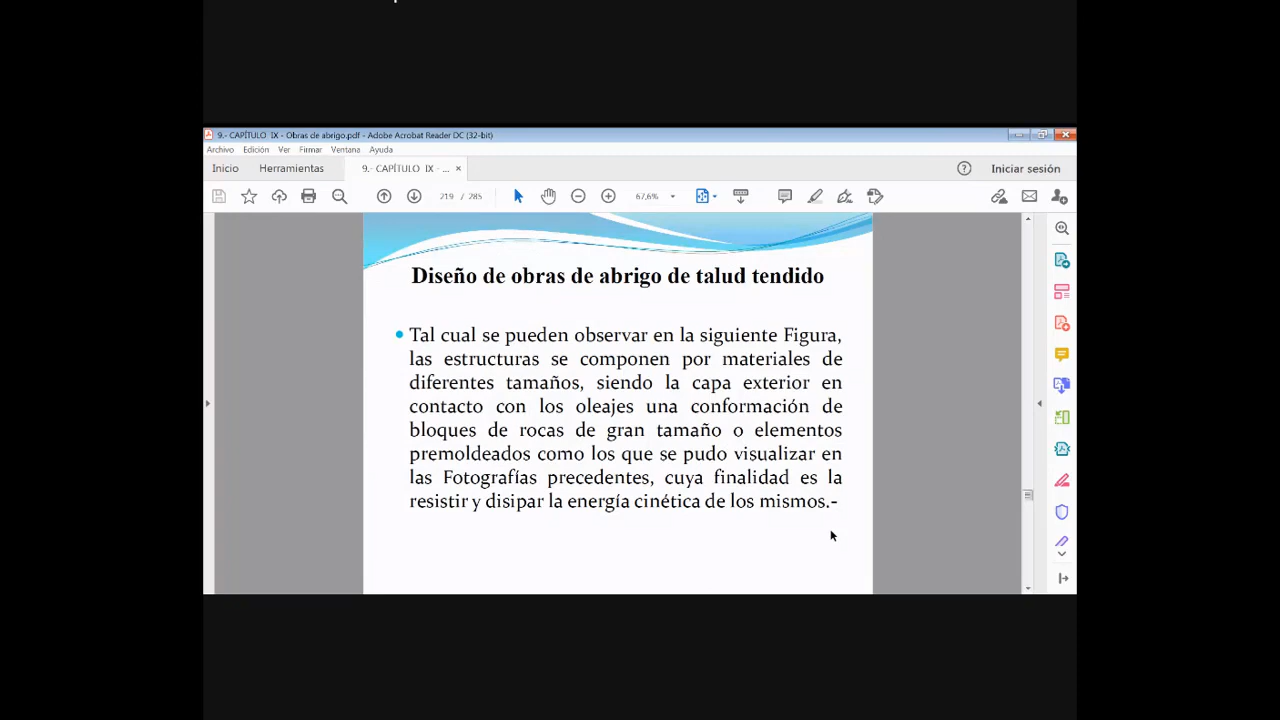 9.- CAPÍTULO IX - Obras de abrigo.pdf - Adobe Acrobat Reader DC (32-bit)
Archivo Edición Ver Firmar Ventana Ayuda
Inicio Herramientas 9.- CAPÍTULO IX - ... × Iniciar sesión
219 / 285 67,6%
Diseño de obras de abrigo de talud tendido
• Tal cual se pueden observar en la siguiente Figura,
las estructuras se componen por materiales de
diferentes tamaños, siendo la capa exterior en
contacto con los oleajes una conformación de
bloques de rocas de gran tamaño o elementos
premoldeados como los que se pudo visualizar en
las Fotografías precedentes, cuya finalidad es la
resistir y disipar la energía cinética de los mismos.-